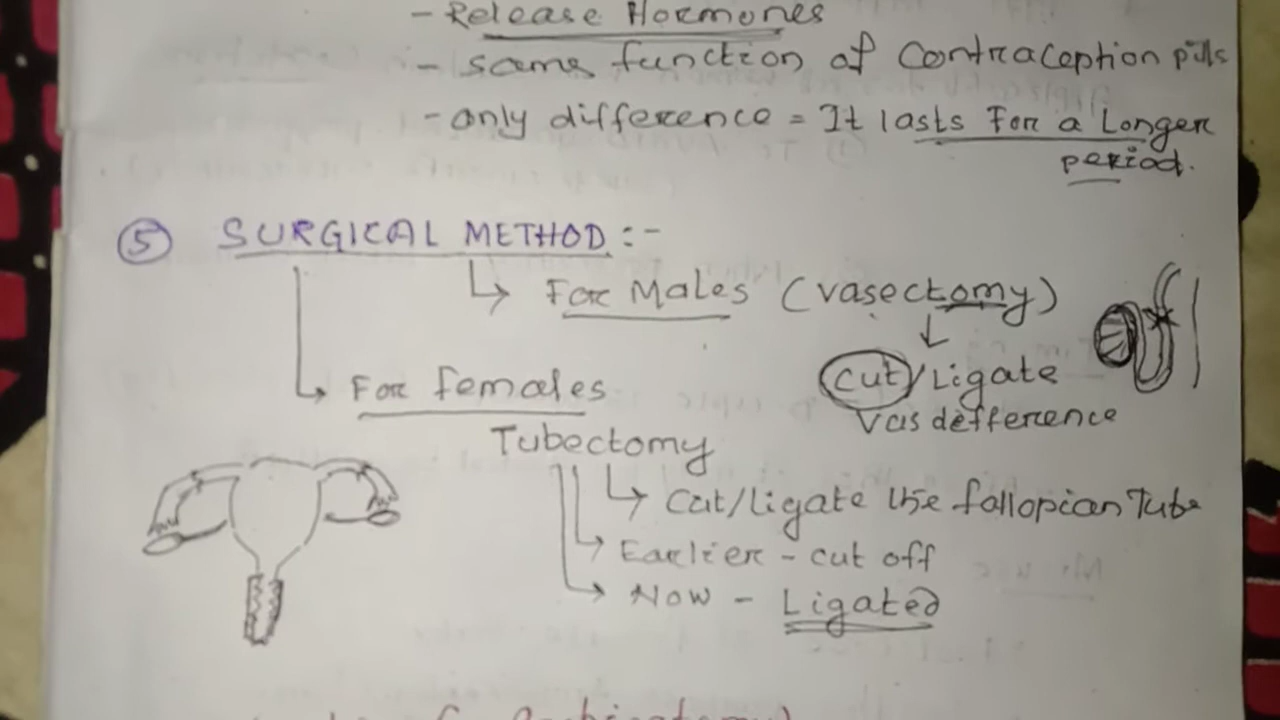 - Release Hormones
- same function of Contraception pills
- only difference = It lasts For a Longer
period.
5 SURGICAL METHOD :-
For Males (vasectomy)
Cut/Ligate
Vas defference
For females
Tubectomy
Cut/Ligate the fallopian Tube
Earlier - cut off
Now - Ligated